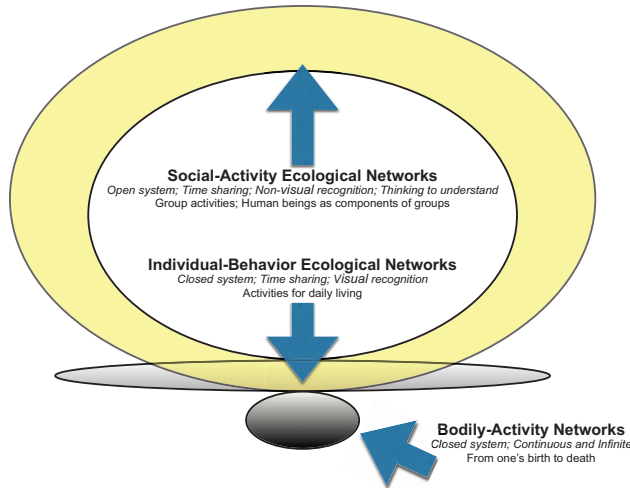 Social-Activity Ecological Networks
Open system; Time sharing; Non-visual recognition; Thinking to understand
Group activities; Human beings as components of groups
Individual-Behavior Ecological Networks
Closed system; Time sharing; Visual recognition
Activities for daily living
Bodily-Activity Networks
Closed system; Continuous and Infinite
From one's birth to death